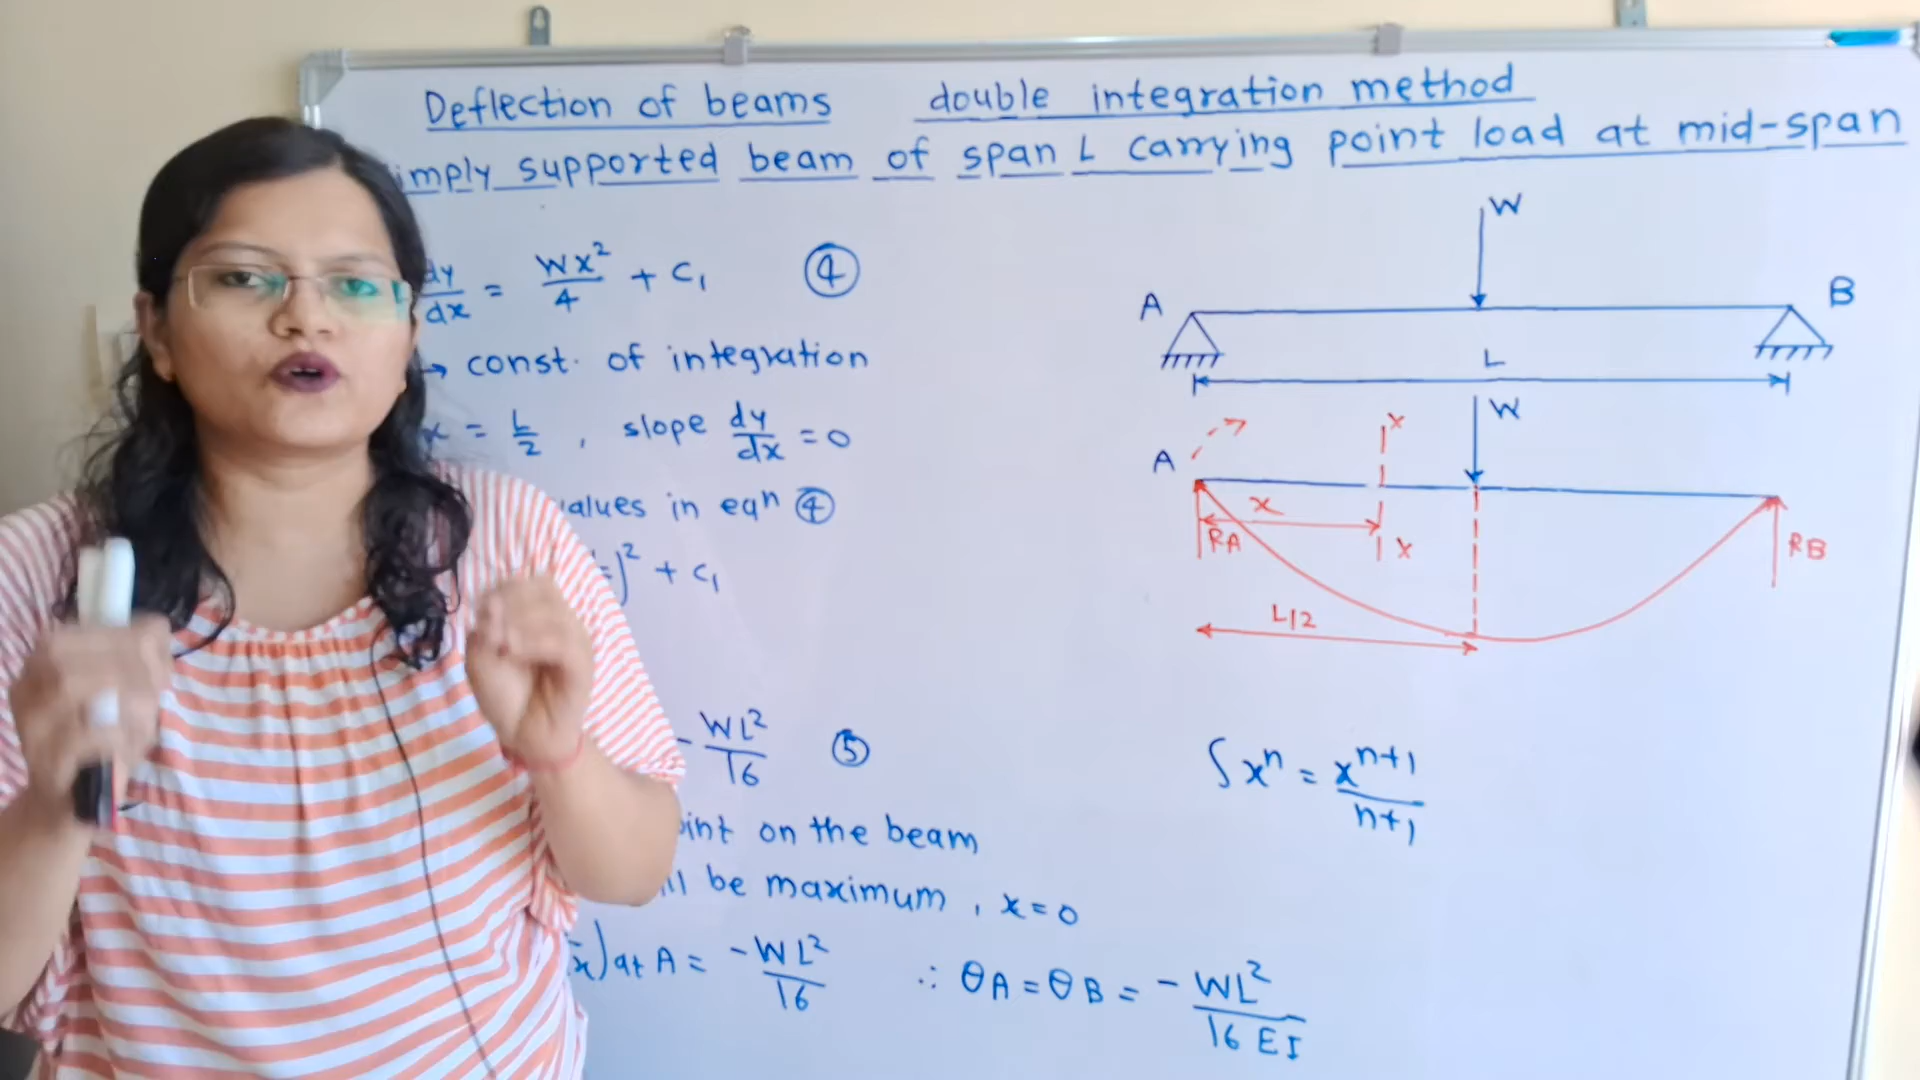 Deflection of beams double integration method
imply supported beam of span L carrying point load at mid-span
dy/dx = Wx²/4 + C₁ ④
→ const. of integration
x = L/2 , slope dy/dx = 0
alues in eqⁿ ④
)² + C₁
- WL²/16 ⑤
int on the beam
ll be maximum , x = 0
x) at A = -WL²/16 ∴ θA = θB = - WL²/16 EI
W
A B
L
W
A
x
x
RA
x
RB
L/2
∫xⁿ = xⁿ⁺¹/n+1